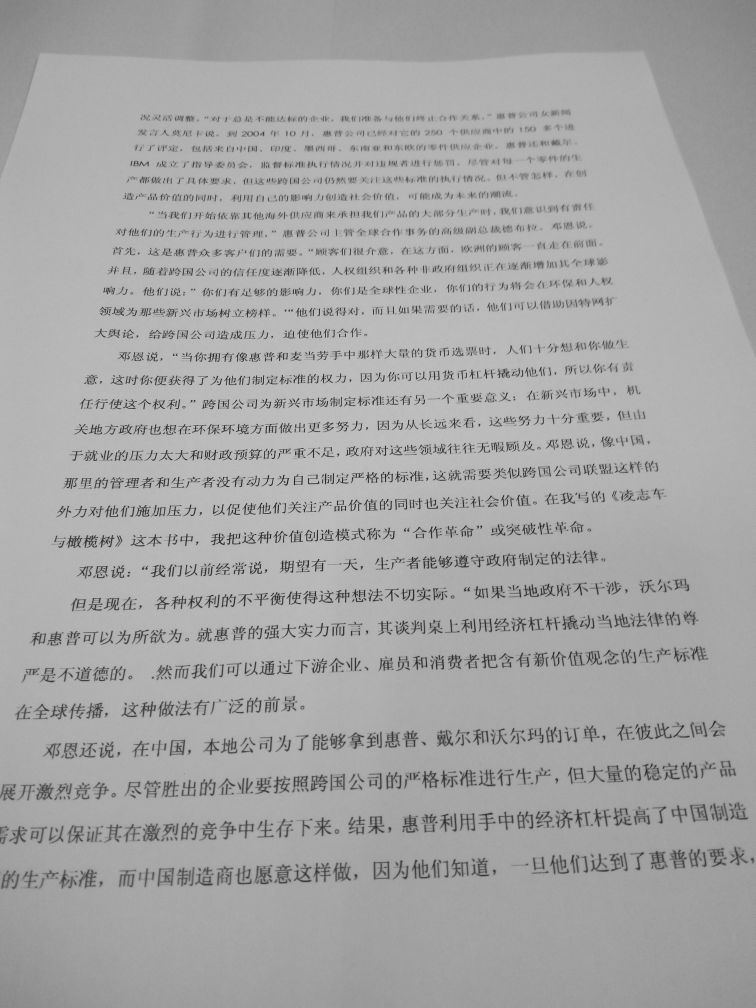 况灵活调整。“对于总是不能达标的企业，我们准备与他们终止合作关系，”惠普公司女新闻
发言人莫尼卡说。到 2004 年 10 月，惠普公司已经对它的 250 个供应商中的 150 多个进
行了评定，包括来自中国、印度、墨西哥、东南亚和东欧的零件供应企业。惠普还和戴尔、
IBM 成立了指导委员会，监督标准执行情况并对违规者进行惩罚。尽管对每一个零件的生
产都做出了具体要求，但这些跨国公司仍然要关注这些标准的执行情况。但不管怎样，在创
造产品价值的同时，利用自己的影响力创造社会价值，可能成为未来的潮流。
“当我们开始依靠其他海外供应商来承担我们产品的大部分生产时，我们意识到有责任
对他们的生产行为进行管理，”惠普公司主管全球合作事务的高级副总裁德布拉。邓恩说。
首先，这是惠普众多客户们的需要。“顾客们很介意，在这方面，欧洲的顾客一直走在前面。
并且，随着跨国公司的信任度逐渐降低，人权组织和各种非政府组织正在逐渐增加其全球影
响力。他们说：”你们有足够的影响力，你们是全球性企业，你们的行为将会在环保和人权
领域为那些新兴市场树立榜样。‘”他们说得对，而且如果需要的话，他们可以借助因特网扩
大舆论，给跨国公司造成压力，迫使他们合作。
邓恩说，“当你拥有像惠普和麦当劳手中那样大量的货币选票时，人们十分想和你做生
意，这时你便获得了为他们制定标准的权力，因为你可以用货币杠杆撬动他们，所以你有责
任行使这个权利。”跨国公司为新兴市场制定标准还有另一个重要意义：在新兴市场中，机
关地方政府也想在环保环境方面做出更多努力，因为从长远来看，这些努力十分重要，但由
于就业的压力太大和财政预算的严重不足，政府对这些领域往往无暇顾及。邓恩说，像中国，
那里的管理者和生产者没有动力为自己制定严格的标准，这就需要类似跨国公司联盟这样的
外力对他们施加压力，以促使他们关注产品价值的同时也关注社会价值。在我写的《凌志车
与橄榄树》这本书中，我把这种价值创造模式称为“合作革命”或突破性革命。
邓恩说：“我们以前经常说，期望有一天，生产者能够遵守政府制定的法律。
但是现在，各种权利的不平衡使得这种想法不切实际。“如果当地政府不干涉，沃尔玛
和惠普可以为所欲为。就惠普的强大实力而言，其谈判桌上利用经济杠杆撬动当地法律的尊
严是不道德的。 .然而我们可以通过下游企业、雇员和消费者把含有新价值观念的生产标准
在全球传播，这种做法有广泛的前景。
邓恩还说，在中国，本地公司为了能够拿到惠普、戴尔和沃尔玛的订单，在彼此之间会
展开激烈竞争。尽管胜出的企业要按照跨国公司的严格标准进行生产，但大量的稳定的产品
需求可以保证其在激烈的竞争中生存下来。结果，惠普利用手中的经济杠杆提高了中国制造
的生产标准，而中国制造商也愿意这样做，因为他们知道，一旦他们达到了惠普的要求，